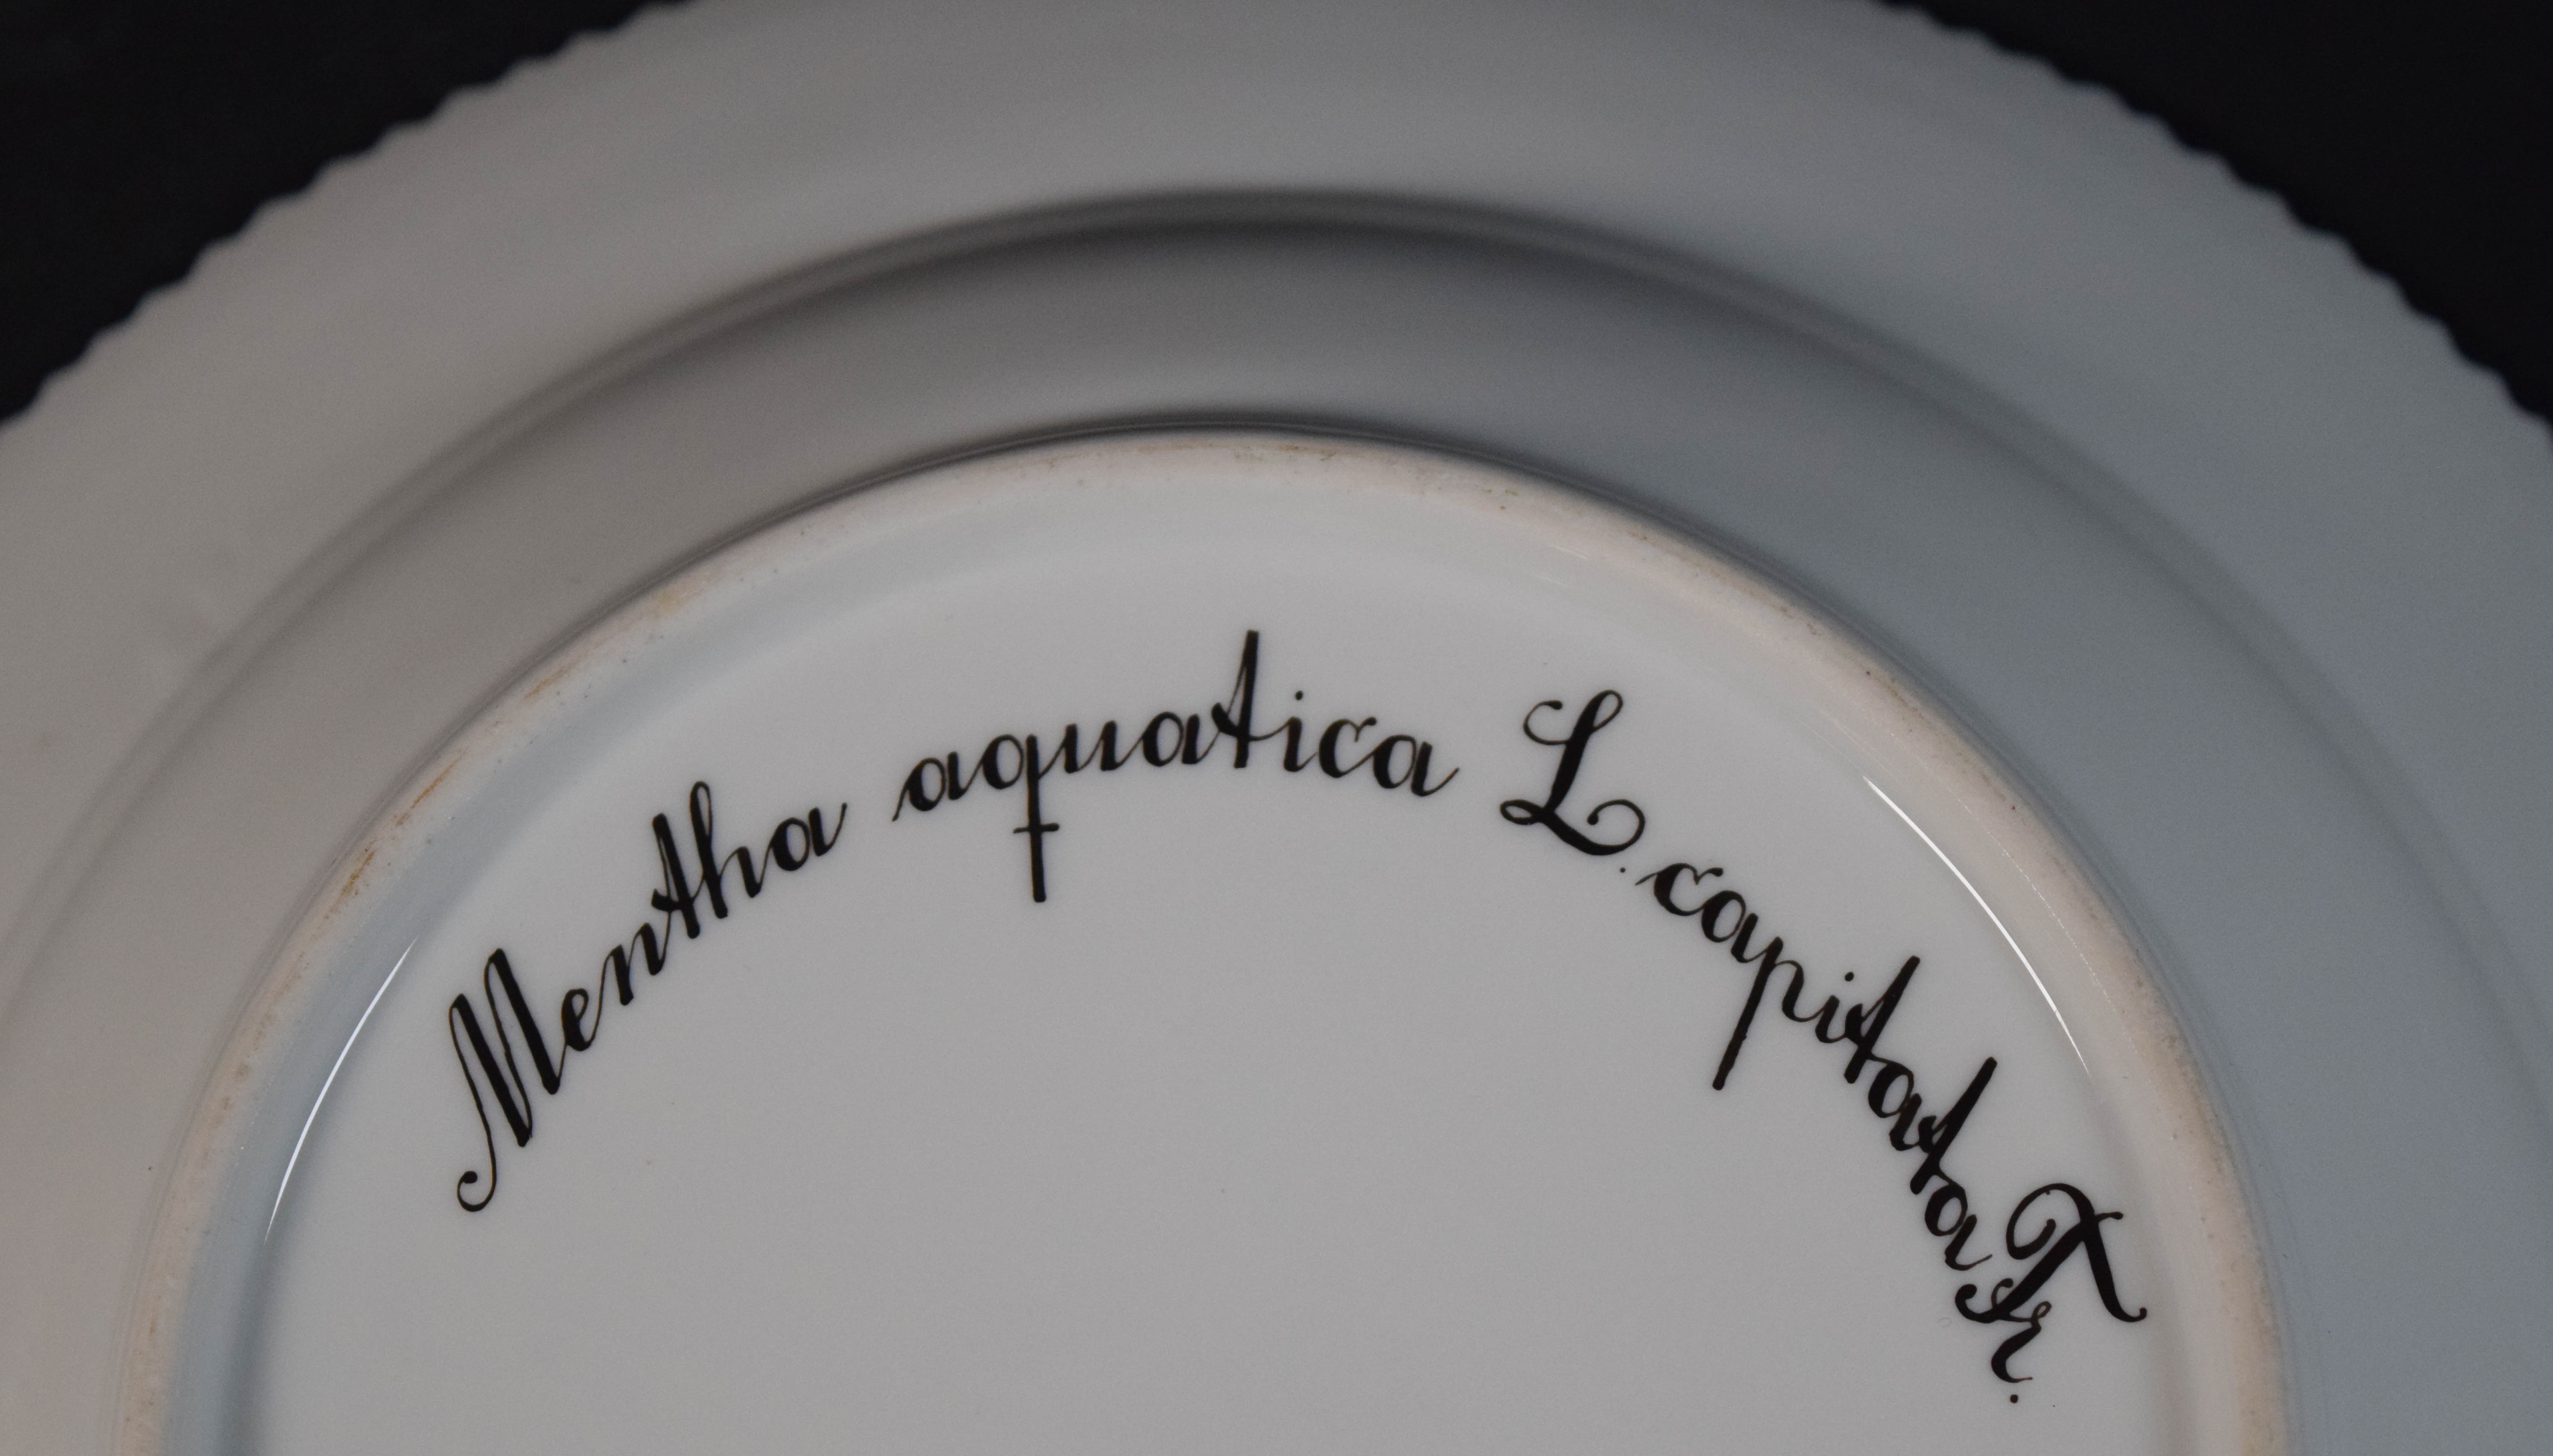 Mentha aquatica L. capitata Fr.